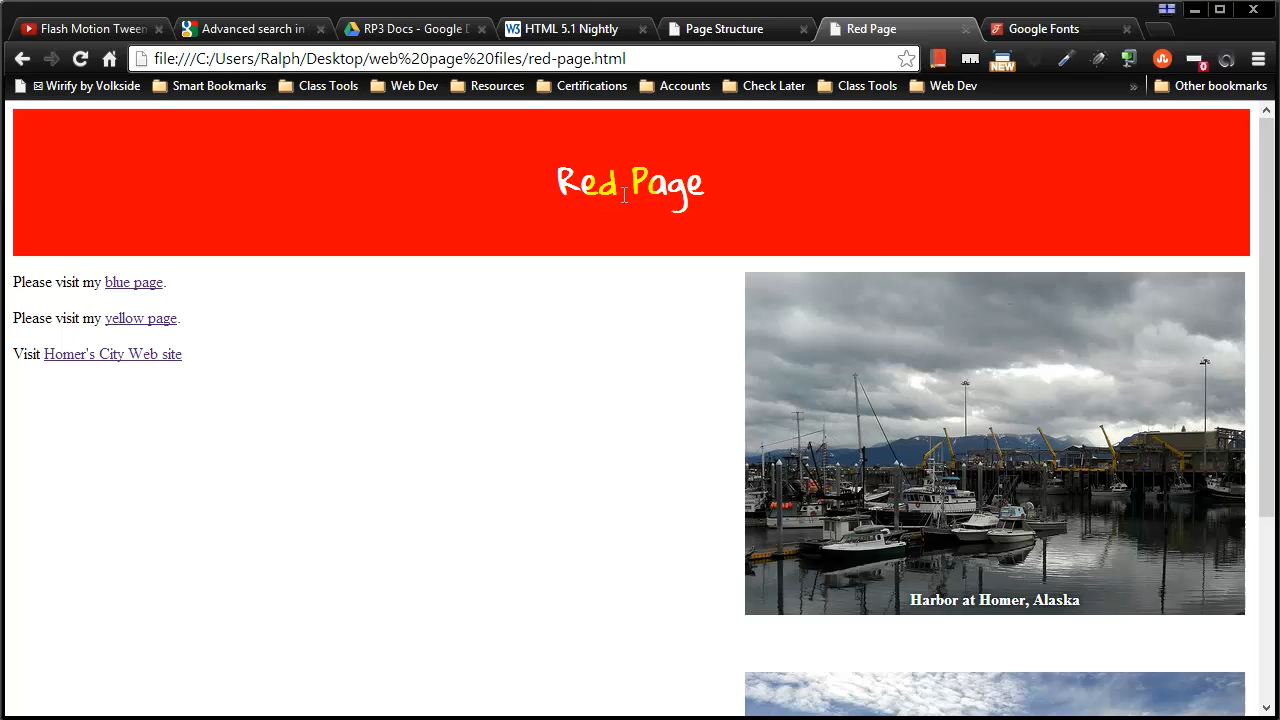 Flash Motion Tween
Advanced search in
RP3 Docs - Google D
HTML 5.1 Nightly
Page Structure
Red Page
Google Fonts
file:///C:/Users/Ralph/Desktop/web%20page%20files/red-page.html
NEW
0
Wirify by Volkside
Smart Bookmarks
Class Tools
Web Dev
Resources
Certifications
Accounts
Check Later
Class Tools
Web Dev
»
Other bookmarks
Red Page
Please visit my blue page.
Please visit my yellow page.
Visit Homer's City Web site
Harbor at Homer, Alaska